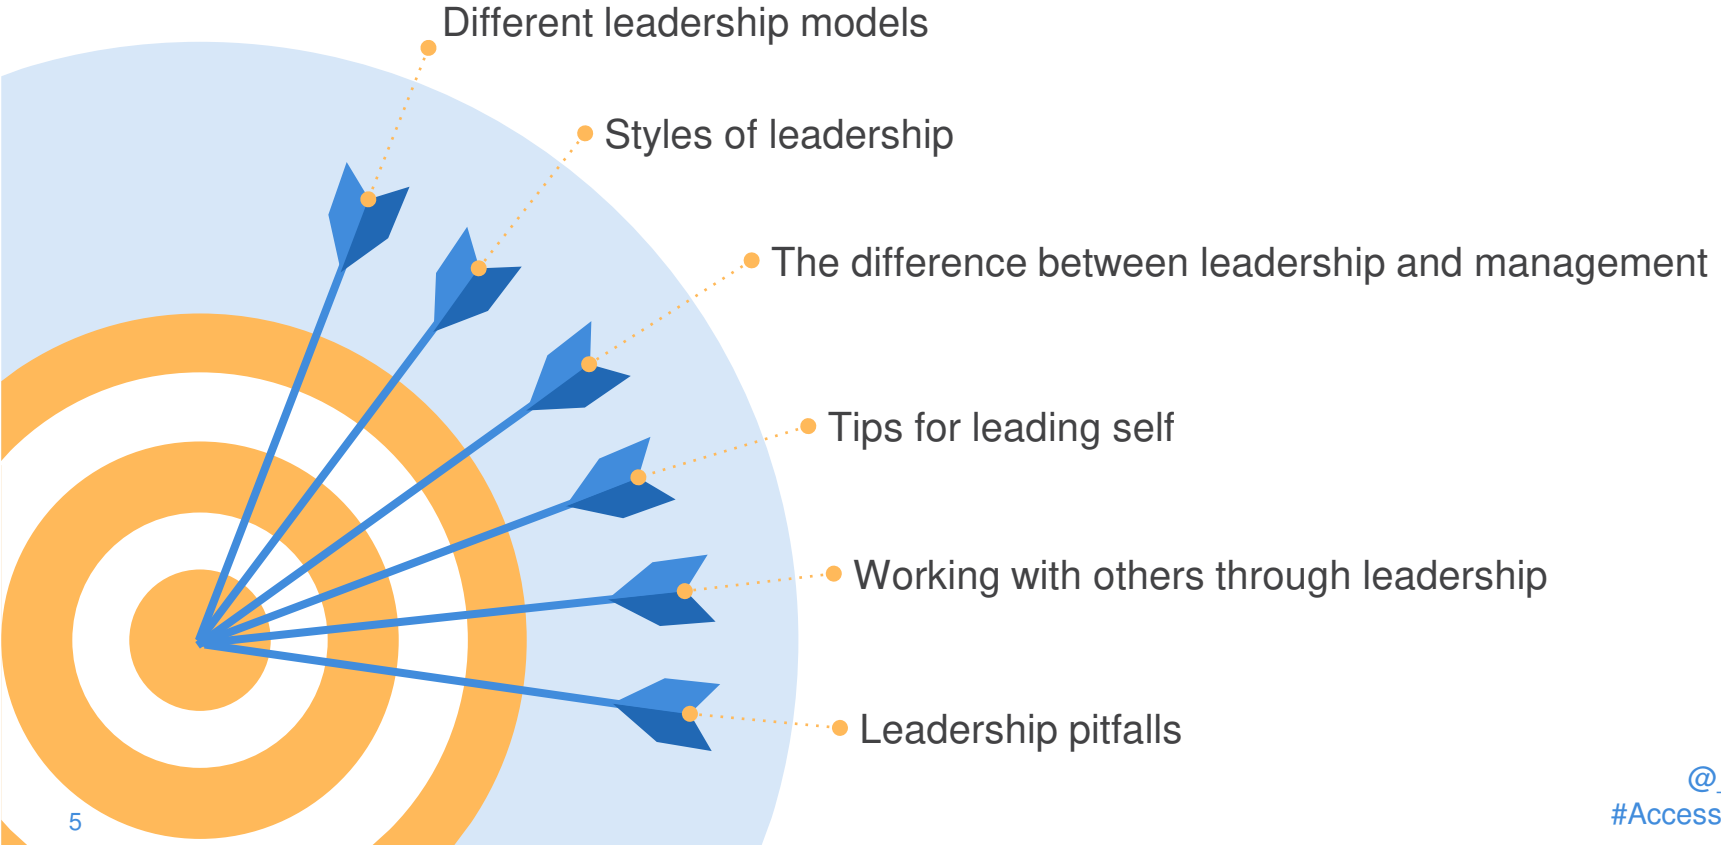 Different leadership models
Styles of leadership
The difference between leadership and management
Tips for leading self
Working with others through leadership
Leadership pitfalls
@_
#Access
5